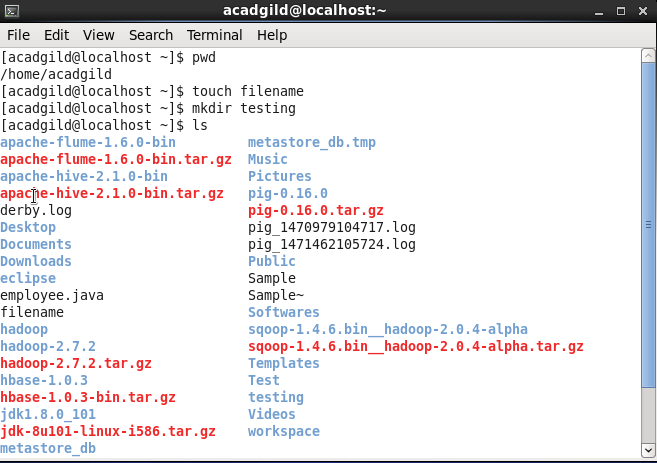 acadgild@localhost:~
File Edit View Search Terminal Help
[acadgild@localhost ~]$ pwd
/home/acadgild
[acadgild@localhost ~]$ touch filename
[acadgild@localhost ~]$ mkdir testing
[acadgild@localhost ~]$ ls
apache-flume-1.6.0-bin metastore_db.tmp
apache-flume-1.6.0-bin.tar.gz Music
apache-hive-2.1.0-bin Pictures
apache-hive-2.1.0-bin.tar.gz pig-0.16.0
derby.log pig-0.16.0.tar.gz
Desktop pig_1470979104717.log
Documents pig_1471462105724.log
Downloads Public
eclipse Sample
employee.java Sample~
filename Softwares
hadoop sqoop-1.4.6.bin__hadoop-2.0.4-alpha
hadoop-2.7.2 sqoop-1.4.6.bin__hadoop-2.0.4-alpha.tar.gz
hadoop-2.7.2.tar.gz Templates
hbase-1.0.3 Test
hbase-1.0.3-bin.tar.gz testing
jdk1.8.0_101 Videos
jdk-8u101-linux-i586.tar.gz workspace
metastore_db